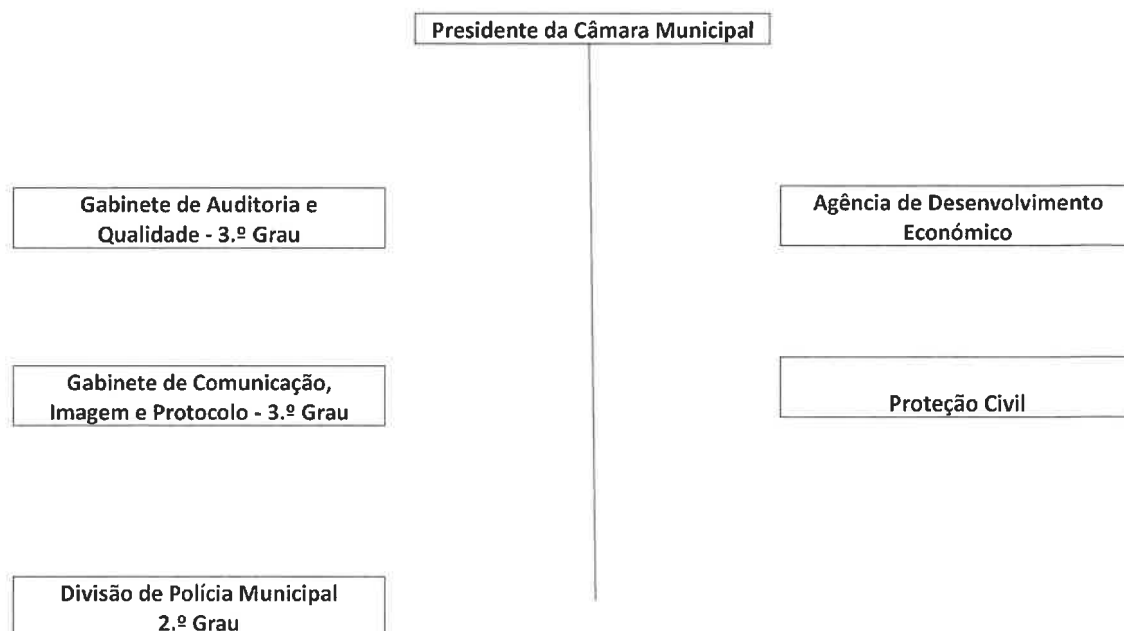 Presidente da Câmara Municipal
Gabinete de Auditoria e
Qualidade - 3.º Grau
Agência de Desenvolvimento
Económico
Gabinete de Comunicação,
Imagem e Protocolo - 3.º Grau
Proteção Civil
Divisão de Polícia Municipal
2.º Grau